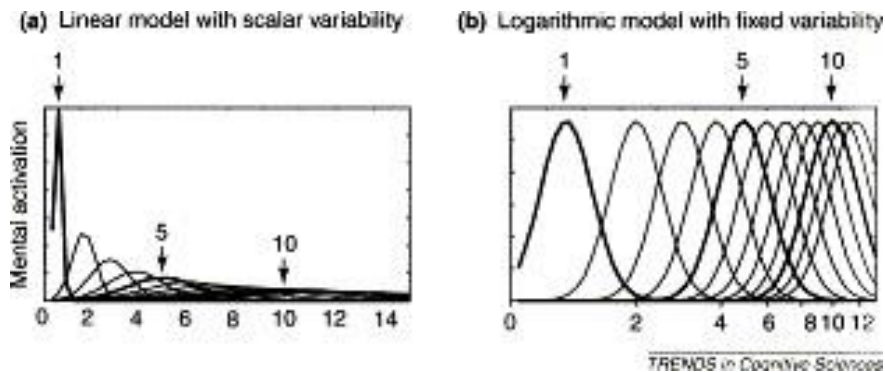 (a) Linear model with scalar variability
1
5
10
Mental activation
0 2 4 6 8 10 12 14
(b) Logarithmic model with fixed variability
1 5 10
0 2 4 6 8 10 12
TRENDS in Cognitive Sciences